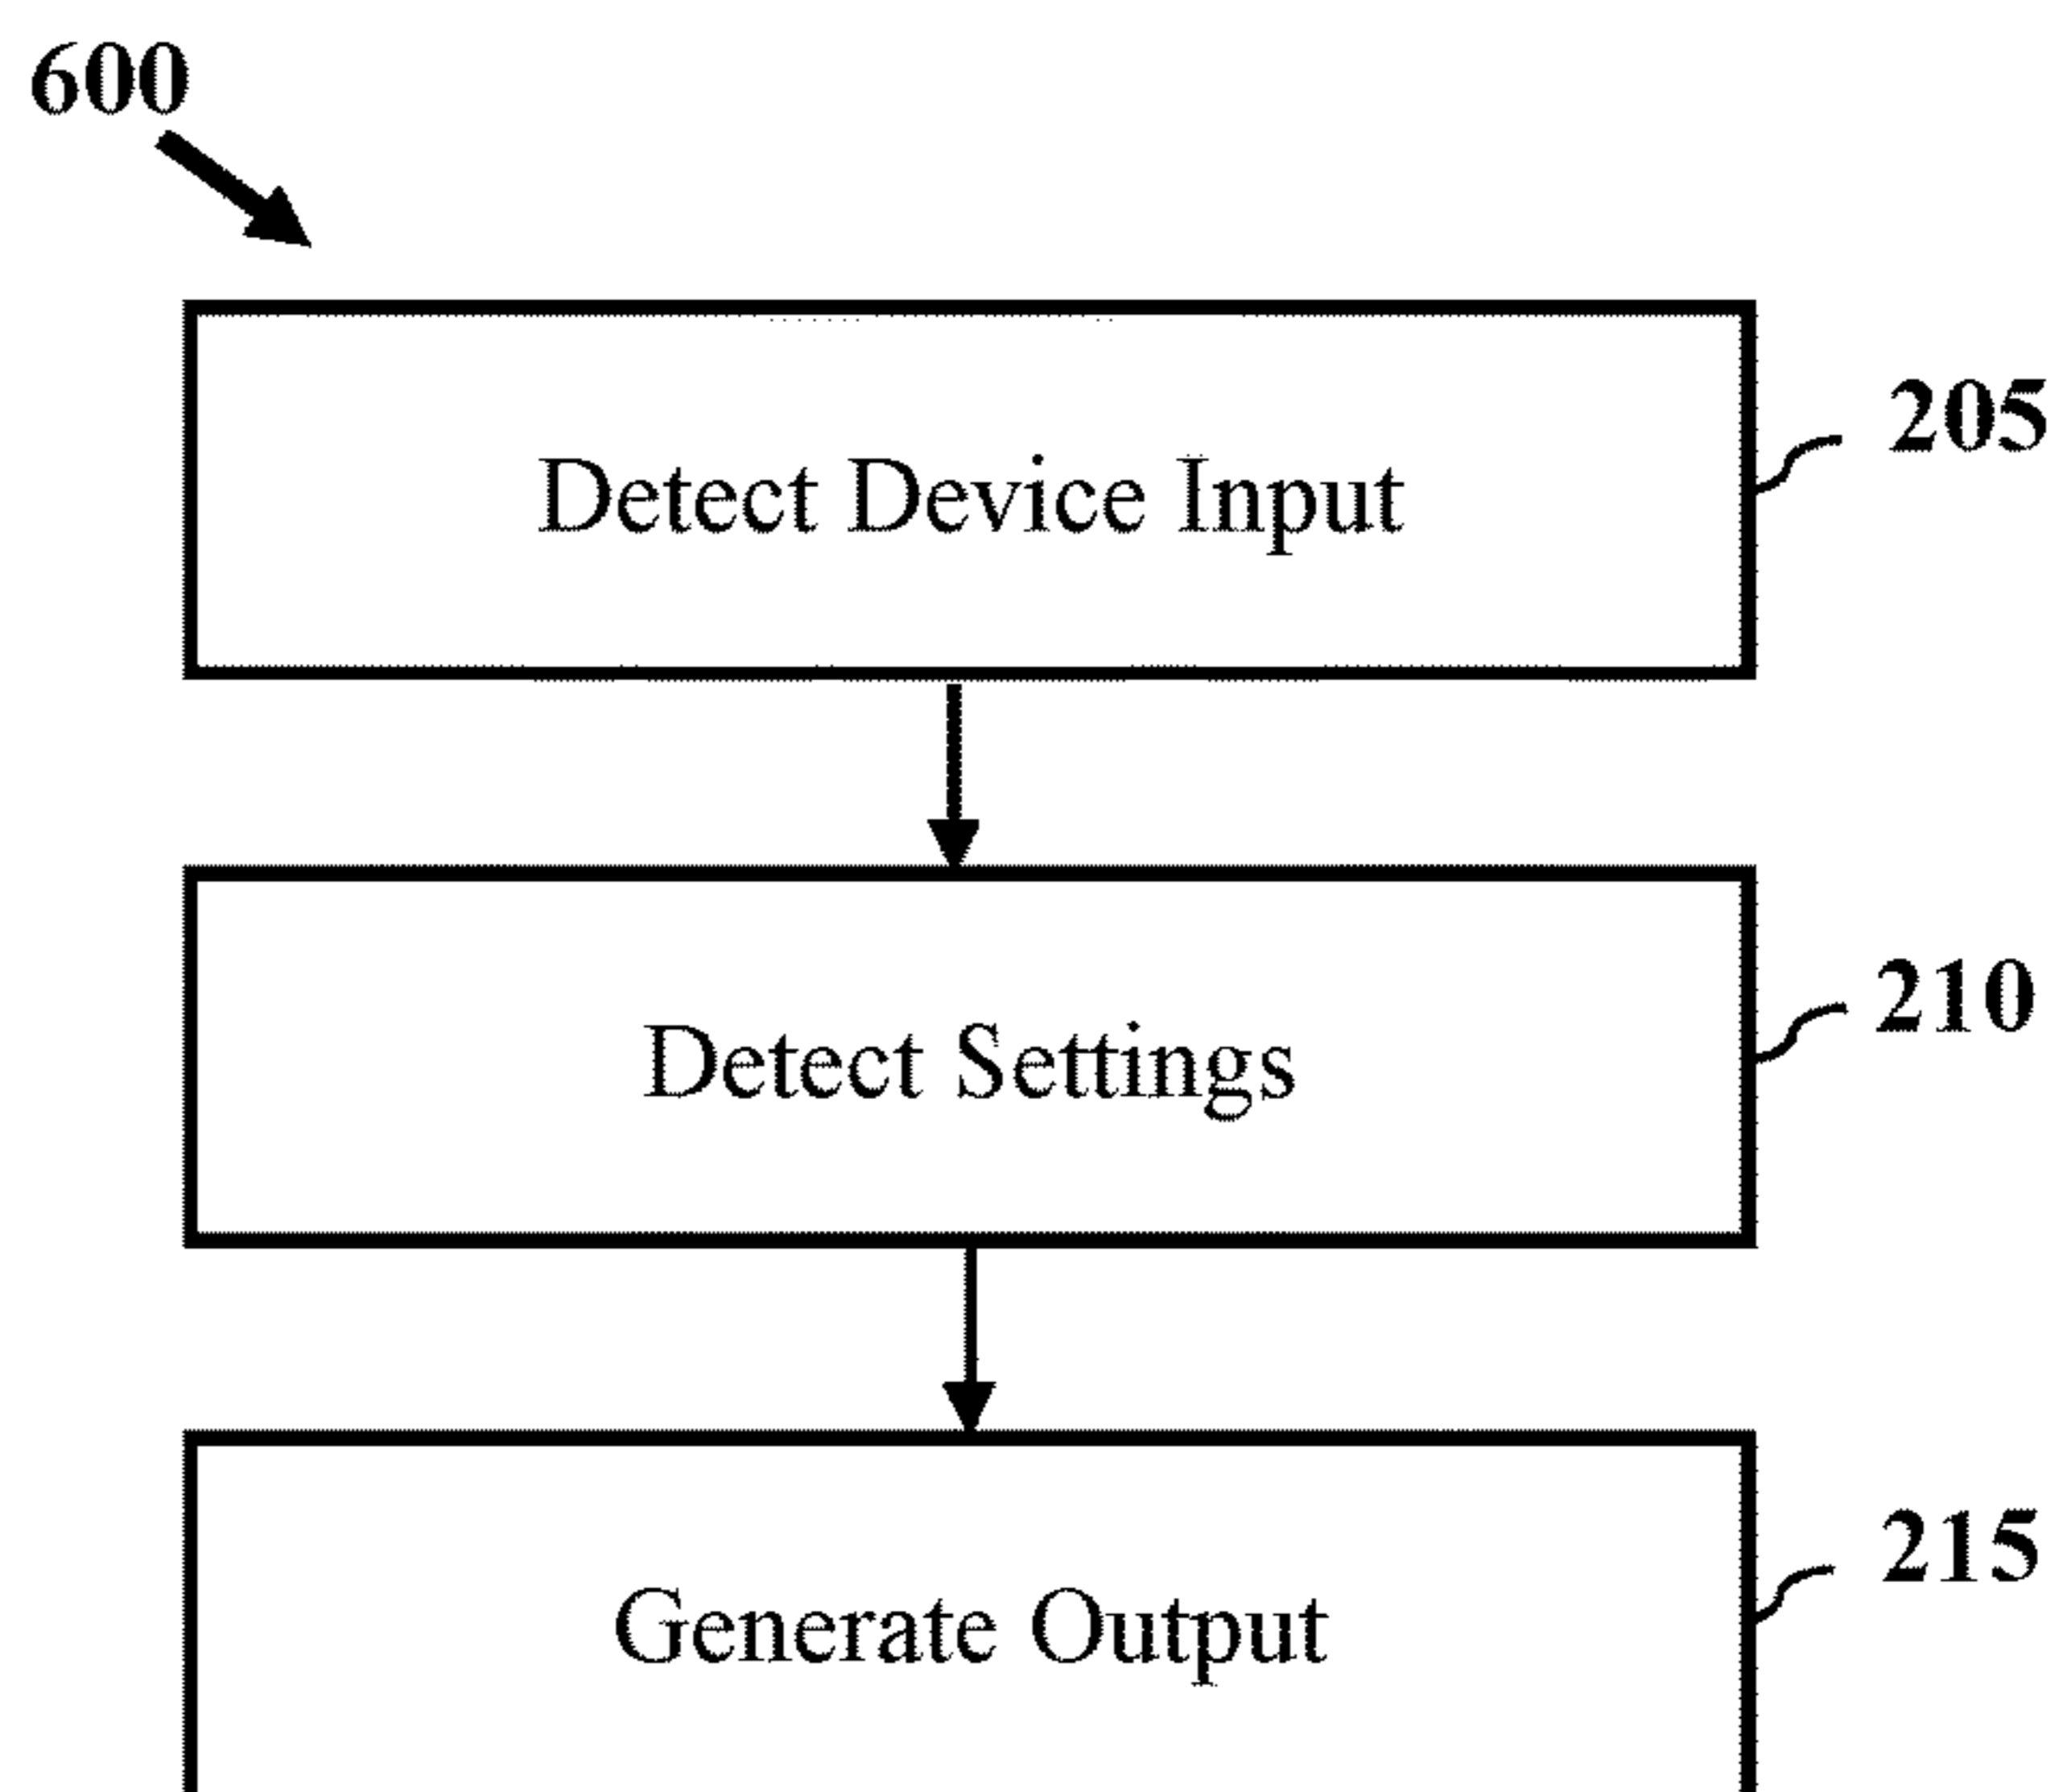 600
Detect Device Input
205
Detect Settings
210
Generate Output
215